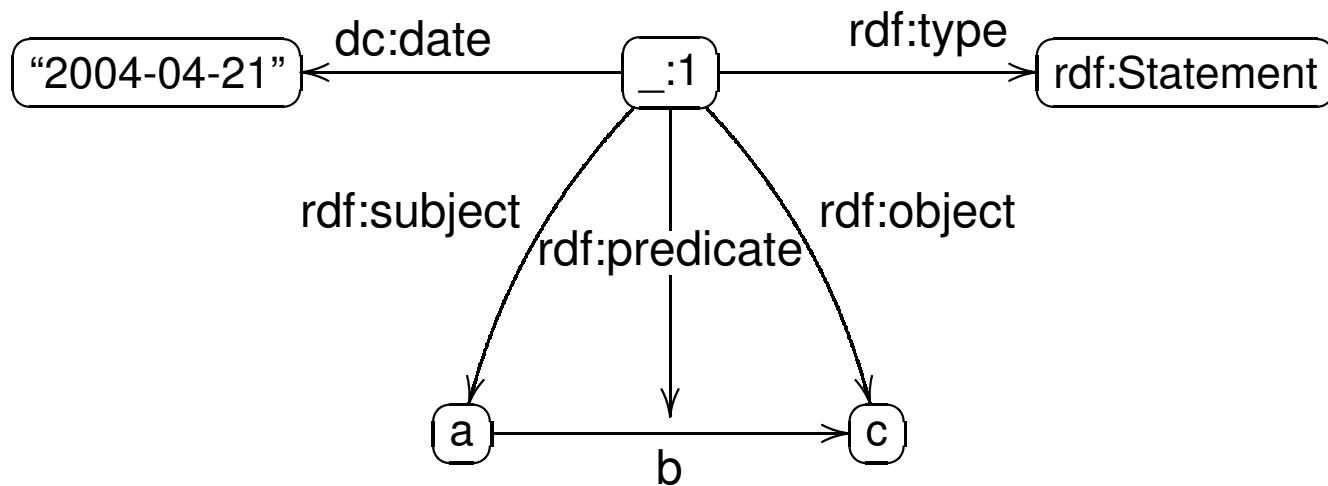 dc:date
rdf:type
“2004-04-21”
_:1
rdf:Statement
rdf:subject
rdf:object
rdf:predicate
a
c
b